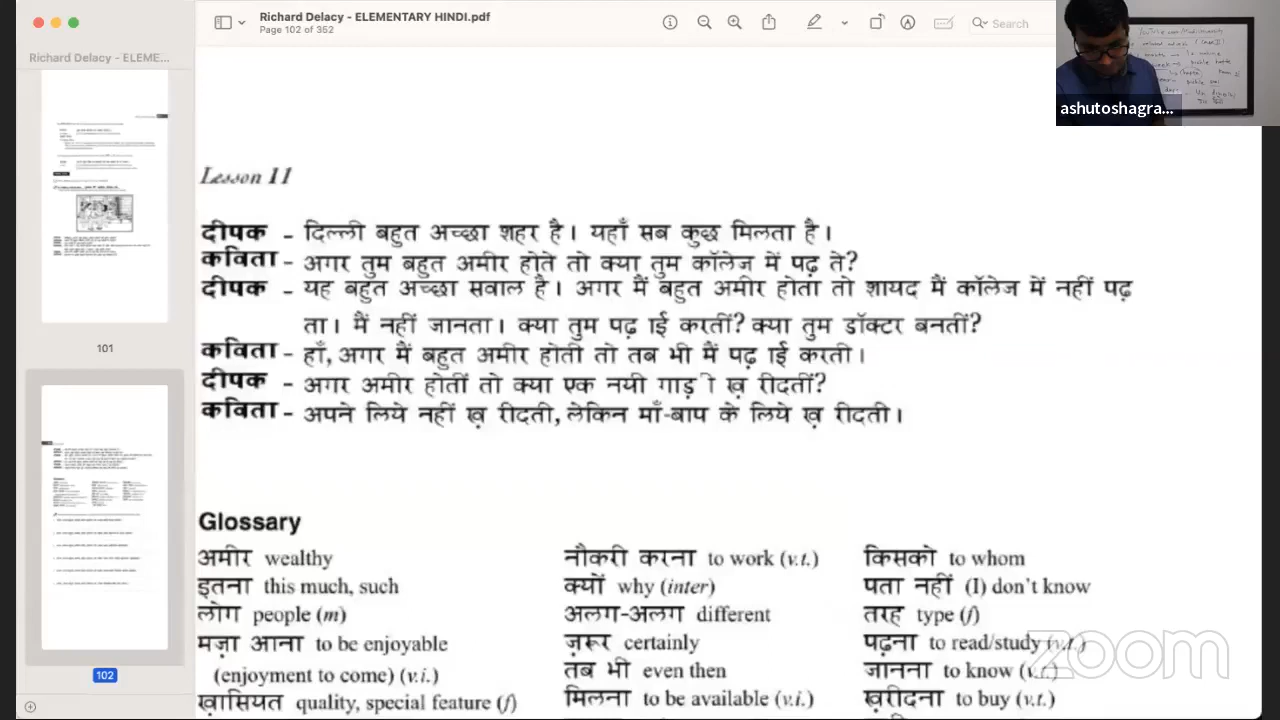 Richard Delacy - ELEMENTARY HINDI.pdf
Page 102 of 352
Search
Richard Delacy - ELEME...
101
102
ashutoshagra...
Lesson 11
दीपक - दिल्ली बहुत अच्छा शहर है। यहाँ सब कुछ मिलता है।
कविता - अगर तुम बहुत अमीर होते तो क्या तुम कॉलेज में पढ़ ते?
दीपक - यह बहुत अच्छा सवाल है। अगर मैं बहुत अमीर होता तो शायद मैं कॉलेज में नहीं पढ़
ता। मैं नहीं जानता। क्या तुम पढ़ ाई करतीं? क्या तुम डॉक्टर बनतीं?
कविता - हाँ, अगर मैं बहुत अमीर होती तो तब भी मैं पढ़ ाई करती।
दीपक - अगर अमीर होतीं तो क्या एक नयी गाड़ ी ख़ रीदतीं?
कविता - अपने लिये नहीं ख़ रीदती, लेकिन माँ-बाप के लिये ख़ रीदती।
Glossary
अमीर wealthy
इतना this much, such
लोग people (m)
मज़ा आना to be enjoyable
(enjoyment to come) (v.i.)
ख़ासियत quality, special feature (f)
नौकरी करना to work (v.t.)
क्यों why (inter)
अलग-अलग different
ज़रूर certainly
तब भी even then
मिलना to be available (v.i.)
किसको to whom
पता नहीं (I) don't know
तरह type (f)
पढ़ना to read/study (v.t.)
जानना to know (v.t.)
ख़रीदना to buy (v.t.)
zoom